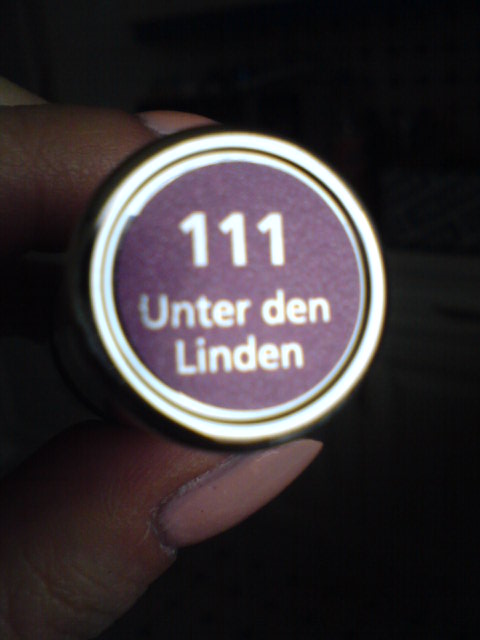 111
Unter den
Linden